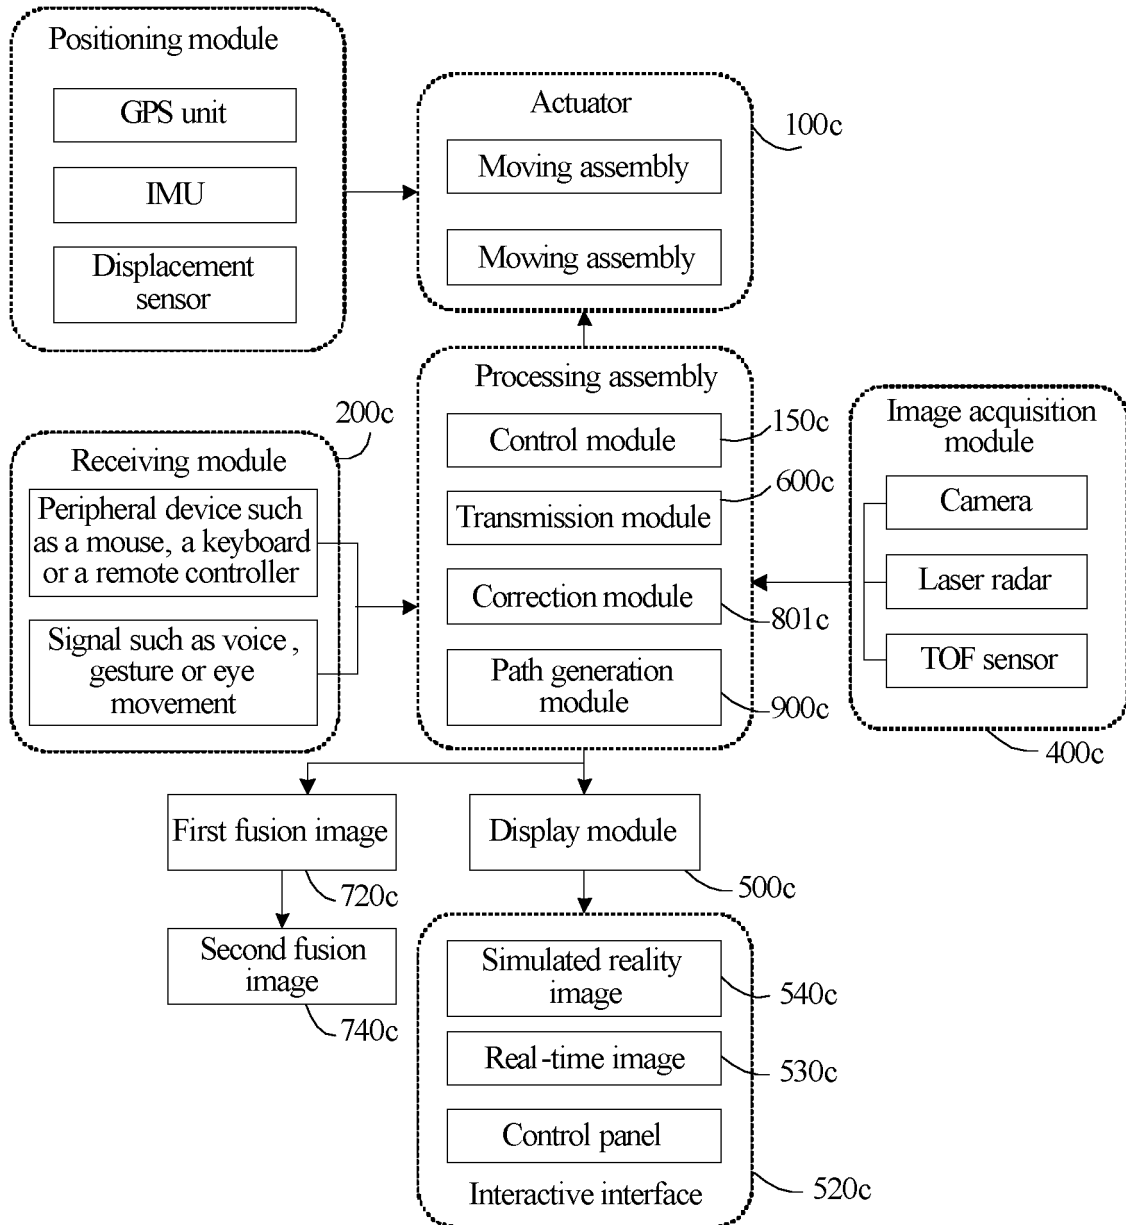 Positioning module
GPS unit
IMU
Displacement
sensor
Actuator
Moving assembly
Mowing assembly
100c
Processing assembly
Control module
Transmission module
Correction module
Path generation
module
150c
600c
801c
900c
200c
Receiving module
Peripheral device such
as a mouse, a keyboard
or a remote controller
Signal such as voice ,
gesture or eye
movement
Image acquisition
module
Camera
Laser radar
TOF sensor
400c
First fusion image
720c
Second fusion
image
740c
Display module
500c
Simulated reality
image
540c
Real-time image
530c
Control panel
Interactive interface
520c